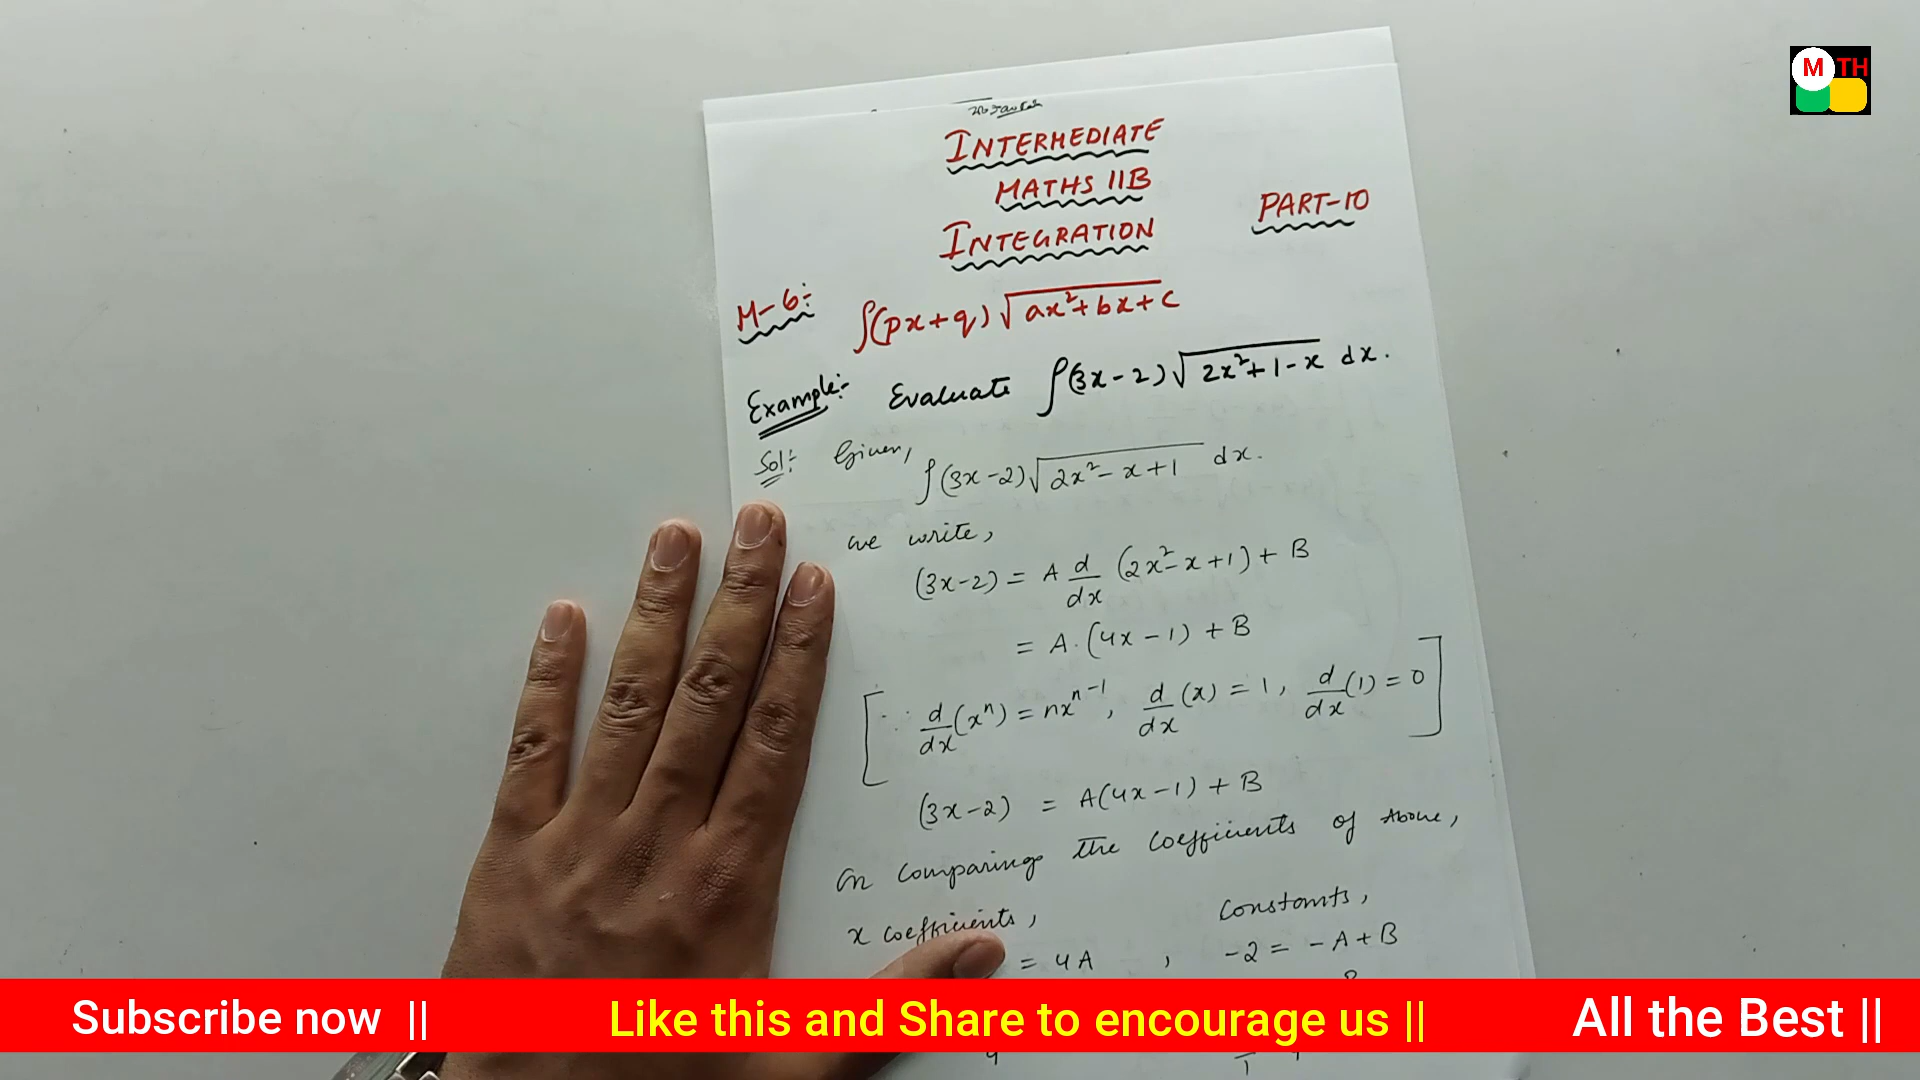 INTERMEDIATE
MATHS IIB
INTEGRATION
PART-10
M-6:-
∫(px+q)√ax²+bx+c
Example:- Evaluate ∫(3x-2)√2x²+1-x dx.
Sol:- Given,
∫(3x-2)√2x²-x+1 dx.
we write,
(3x-2) = A d/dx (2x²-x+1) + B
= A.(4x-1) + B
[∵ d/dx(xⁿ) = nxⁿ⁻¹, d/dx(x) = 1, d/dx(1) = 0]
(3x-2) = A(4x-1) + B
On comparing the coefficients of above,
x coefficients, Constants,
= 4A , -2 = -A+B
M TH
Subscribe now || Like this and Share to encourage us || All the Best ||